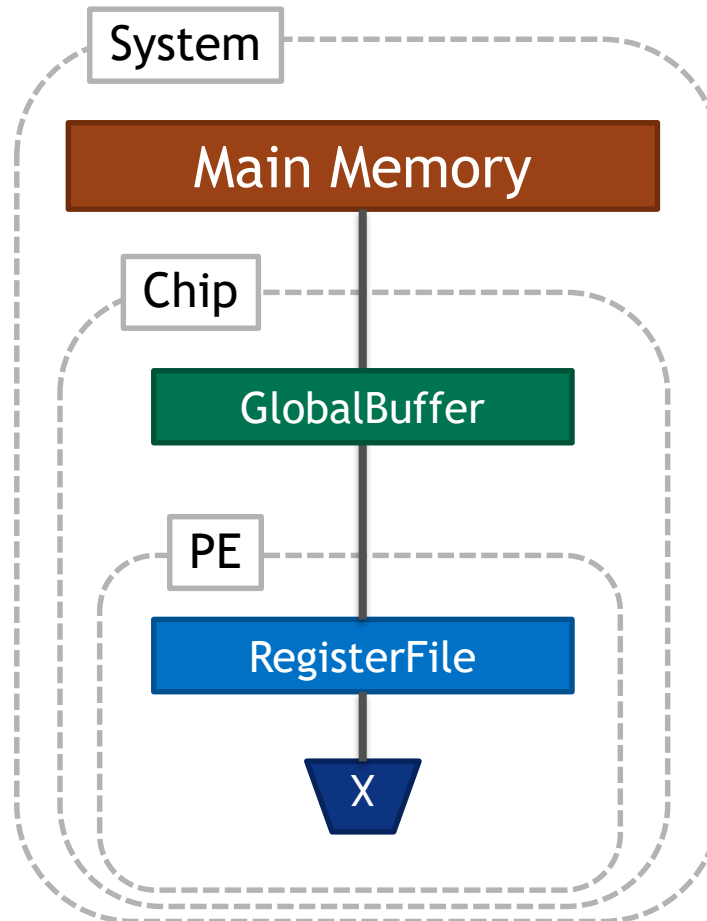 System
Main Memory
Chip
GlobalBuffer
PE
RegisterFile
X